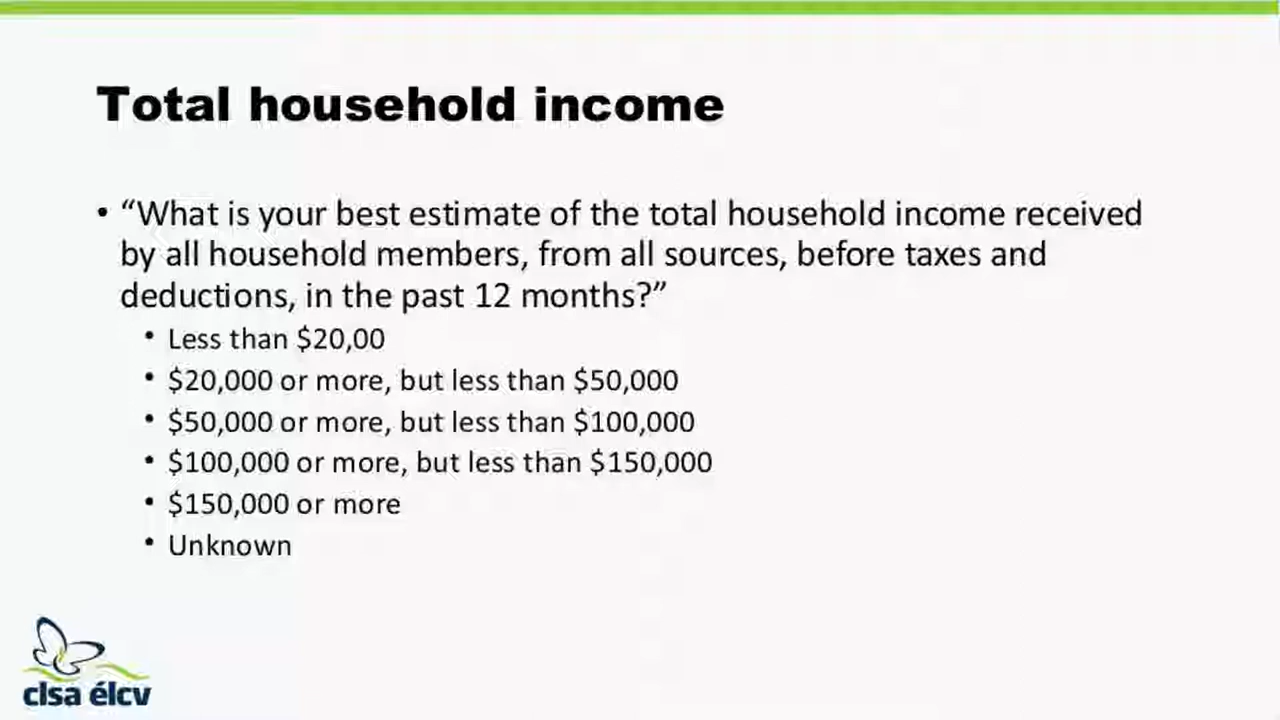 Total household income
• “What is your best estimate of the total household income received
by all household members, from all sources, before taxes and
deductions, in the past 12 months?”
• Less than $20,00
• $20,000 or more, but less than $50,000
• $50,000 or more, but less than $100,000
• $100,000 or more, but less than $150,000
• $150,000 or more
• Unknown
clsa élcv